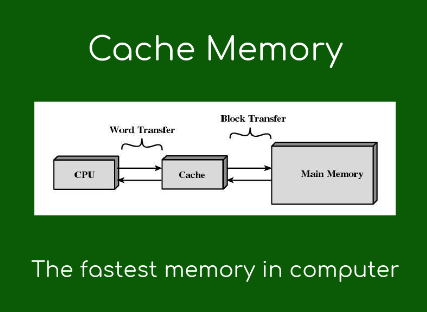 Cache Memory
Block Transfer
Word Transfer
CPU
Cache
Main Memory
The fastest memory in computer